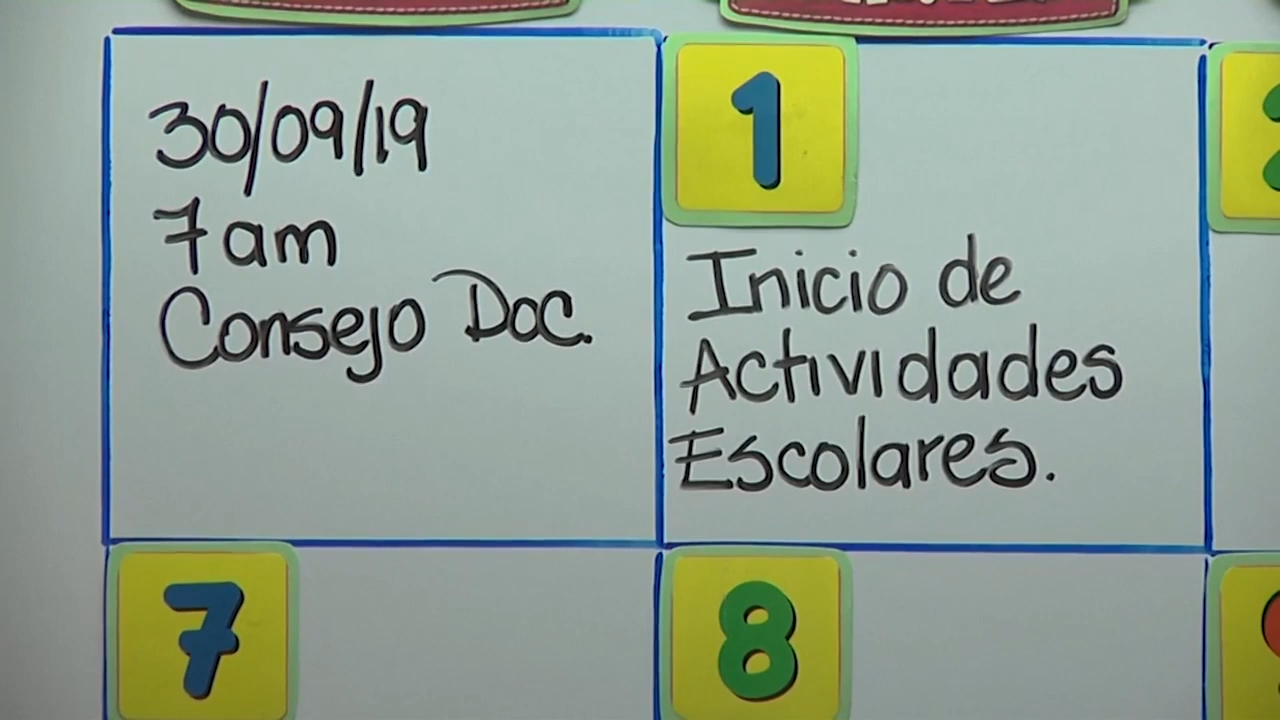 30/09/19
7am
Consejo Doc.
1
Inicio de
Actividades
Escolares.
7
8